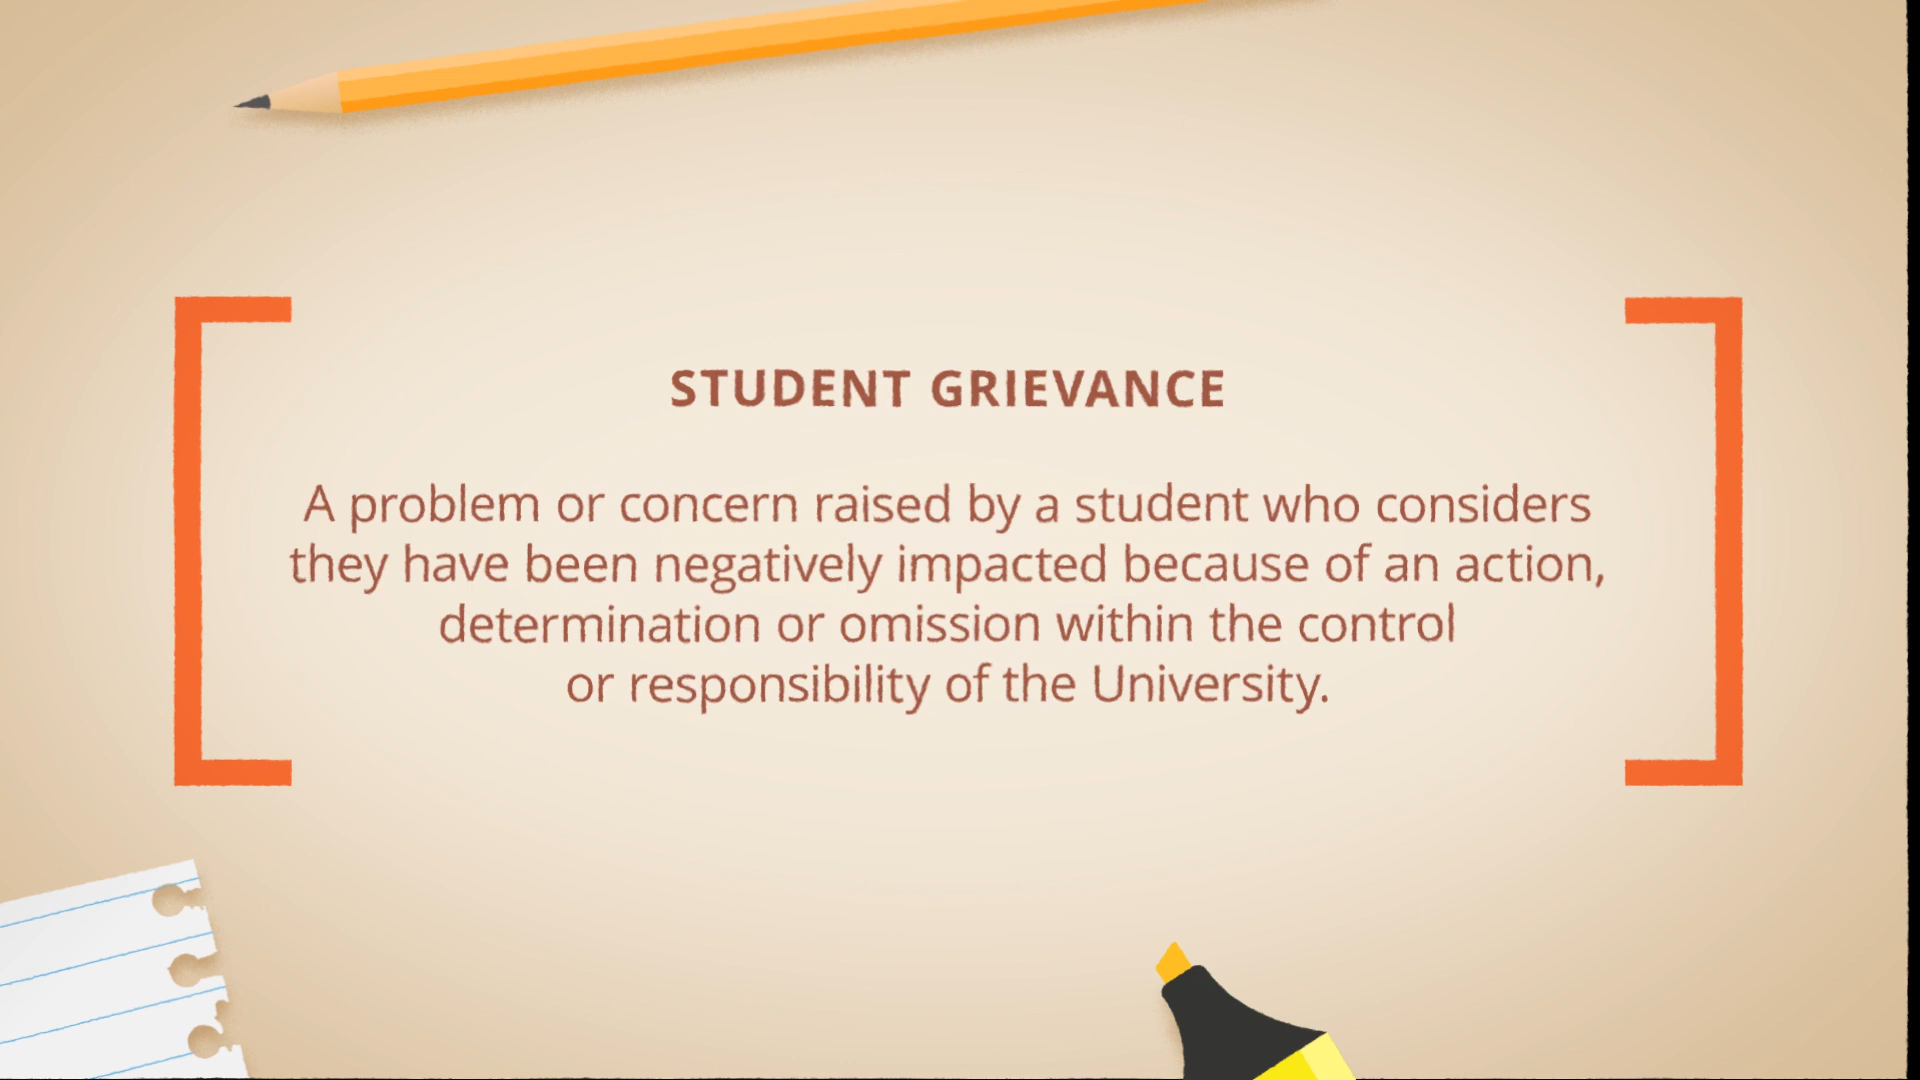 STUDENT GRIEVANCE
A problem or concern raised by a student who considers
they have been negatively impacted because of an action,
determination or omission within the control
or responsibility of the University.